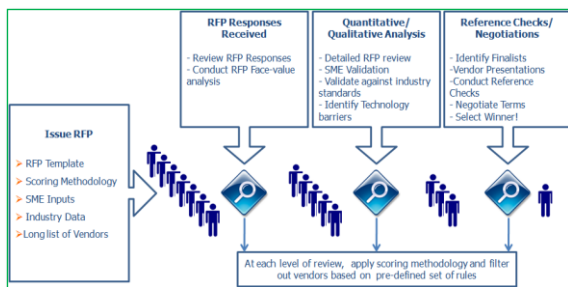 RFP Responses
Received
- Review RFP Responses
- Conduct RFP Face-value
analysis
Quantitative/
Qualitative Analysis
- Detailed RFP review
- SME Validation
- Validate against industry
standards
- Identify Technology
barriers
Reference Checks/
Negotiations
- Identify Finalists
-Vendor Presentations
- Conduct Reference
Checks
- Negotiate Terms
- Select Winner!
Issue RFP
➢ RFP Template
➢ Scoring Methodology
➢ SME Inputs
➢ Industry Data
➢Long list of Vendors
At each level of review, apply scoring methodology and filter
out vendors based on pre-defined set of rules